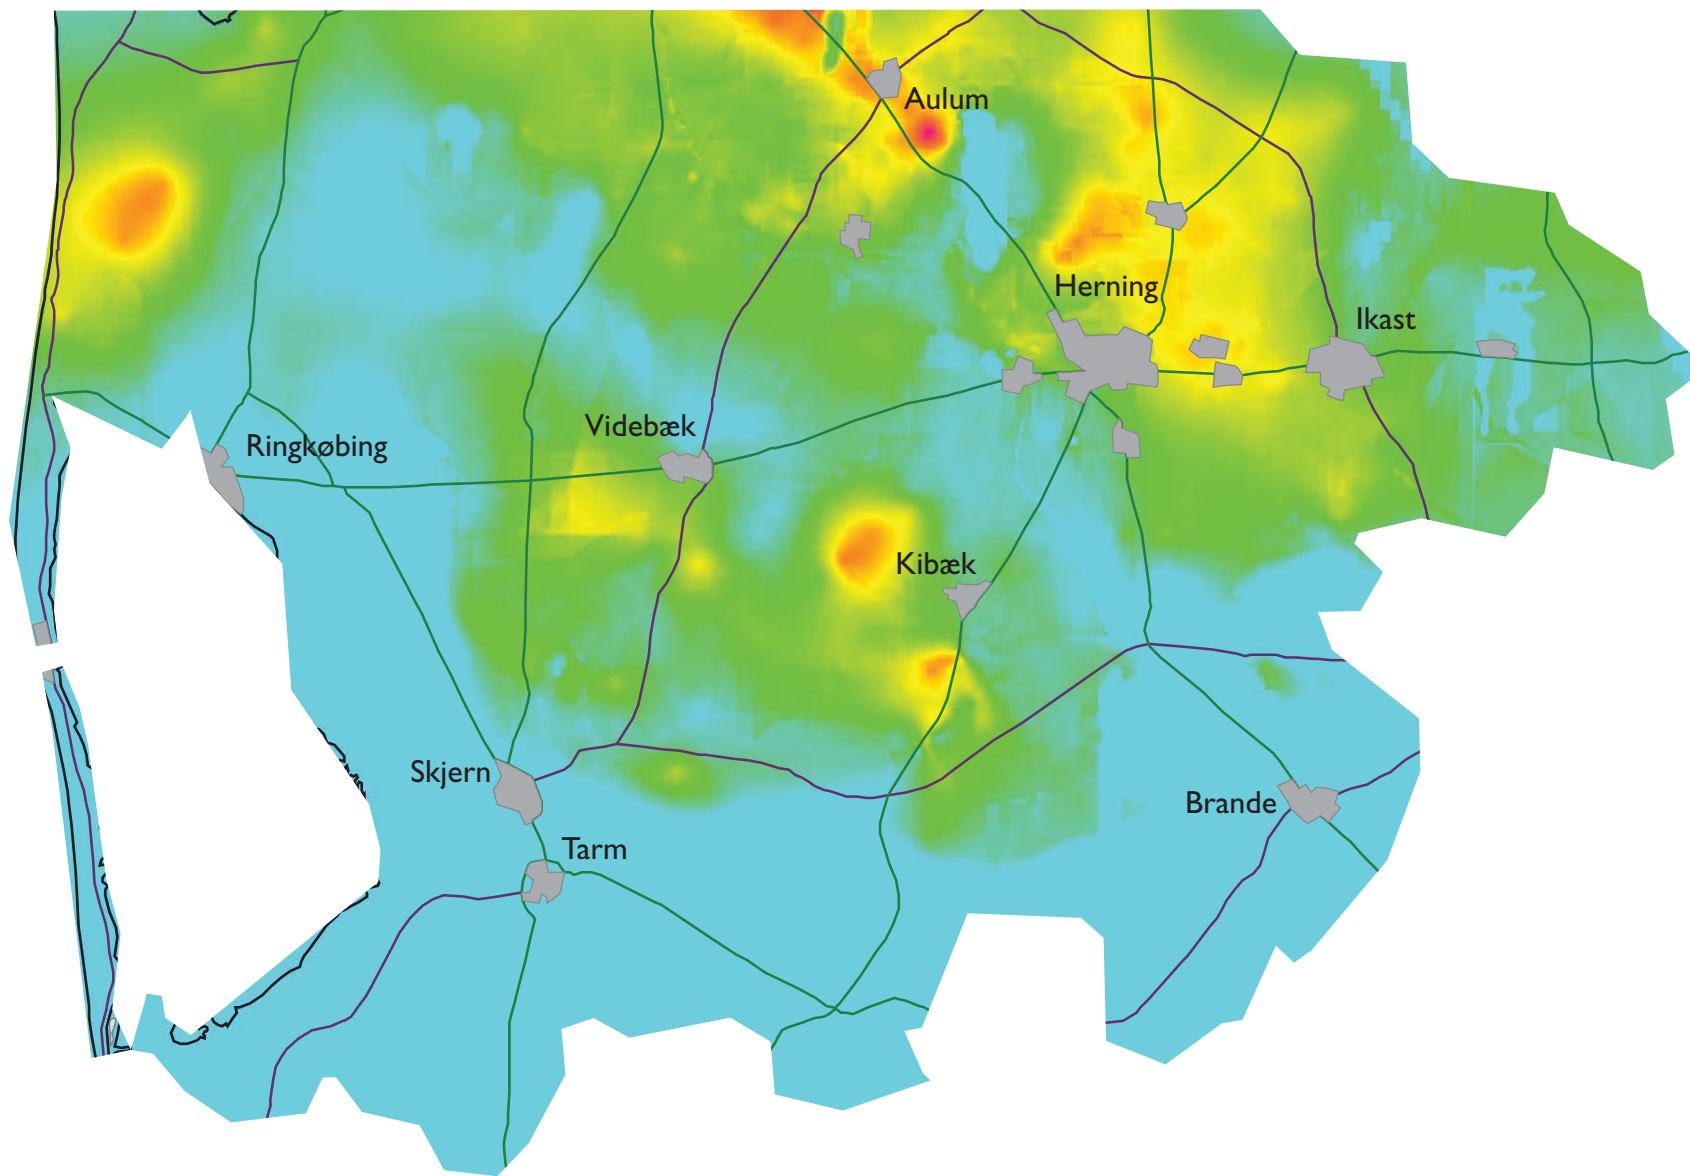 Aulum
Herning
Ikast
Videbæk
Ringkøbing
Kibæk
Skjern
Brande
Tarm